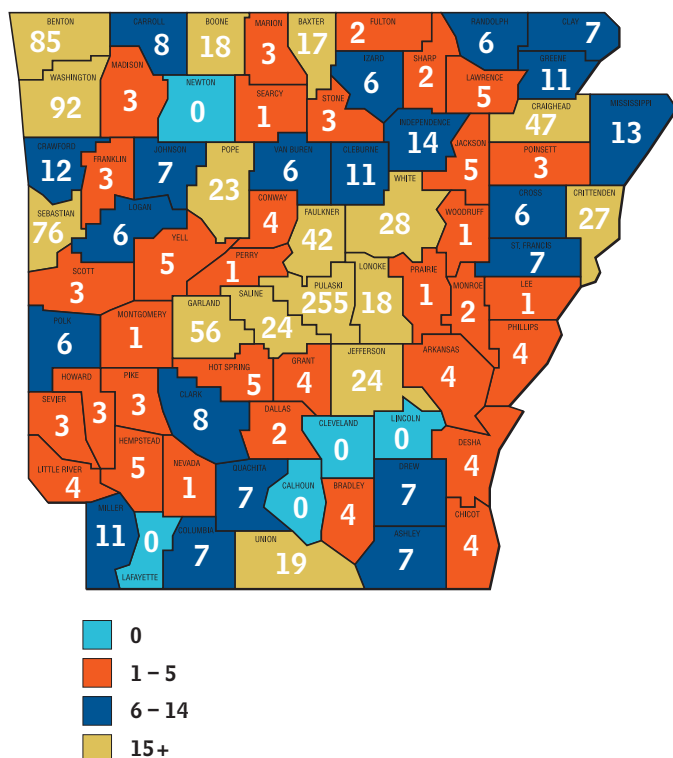 BENTON
85
CARROLL
8
BOONE
18
MARION
3
BAXTER
17
FULTON
2
RANDOLPH
6
CLAY
7
WASHINGTON
92
MADISON
3
NEWTON
0
SEARCY
1
STONE
3
IZARD
6
SHARP
2
LAWRENCE
5
GREENE
11
CRAIGHEAD
47
MISSISSIPPI
13
CRAWFORD
12
FRANKLIN
3
JOHNSON
7
POPE
23
VAN BUREN
6
CLEBURNE
11
INDEPENDENCE
14
JACKSON
5
POINSETT
3
SEBASTIAN
76
LOGAN
6
YELL
5
CONWAY
4
FAULKNER
42
WHITE
28
WOODRUFF
1
CROSS
6
CRITTENDEN
27
ST. FRANCIS
7
SCOTT
3
PERRY
1
PULASKI
255
LONOKE
18
PRAIRIE
1
MONROE
2
LEE
1
PHILLIPS
4
POLK
6
MONTGOMERY
1
GARLAND
56
SALINE
24
HOT SPRING
5
GRANT
4
JEFFERSON
24
ARKANSAS
4
SEVIER
3
HOWARD
3
PIKE
3
CLARK
8
DALLAS
2
CLEVELAND
0
LINCOLN
0
DESHA
4
LITTLE RIVER
4
HEMPSTEAD
5
NEVADA
1
OUACHITA
7
CALHOUN
0
BRADLEY
4
DREW
7
CHICOT
4
MILLER
11
0
LAFAYETTE
COLUMBIA
7
UNION
19
ASHLEY
7
0
1 – 5
6 – 14
15+